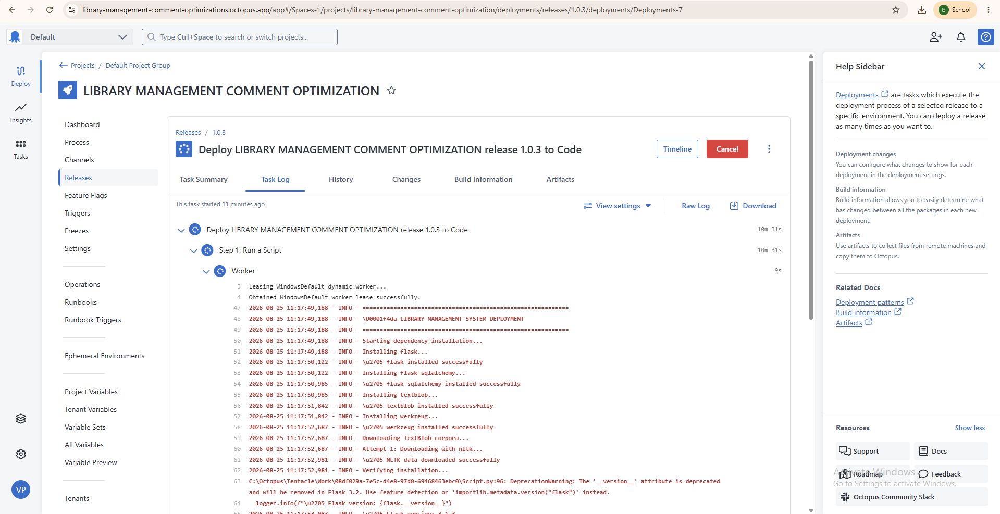 library-management-comment-optimizations.octopus.app/app#/Spaces-1/projects/library-management-comment-optimization/deployments/releases/1.0.3/deployments/Deployments-7
E School
Default
Type Ctrl+Space to search or switch projects...
Deploy
Insights
Tasks
VP
Projects / Default Project Group
LIBRARY MANAGEMENT COMMENT OPTIMIZATION
Dashboard
Process
Channels
Releases
Feature Flags
Triggers
Freezes
Settings
Operations
Runbooks
Runbook Triggers
Ephemeral Environments
Project Variables
Tenant Variables
Variable Sets
All Variables
Variable Preview
Tenants
Releases / 1.0.3
Deploy LIBRARY MANAGEMENT COMMENT OPTIMIZATION release 1.0.3 to Code
Timeline
Cancel
Task Summary
Task Log
History
Changes
Build Information
Artifacts
This task started 11 minutes ago
View settings
Raw Log
Download
Deploy LIBRARY MANAGEMENT COMMENT OPTIMIZATION release 1.0.3 to Code 10m 31s
Step 1: Run a Script 10m 31s
Worker 9s
3 Leasing WindowsDefault dynamic worker...
4 Obtained WindowsDefault worker lease successfully.
47 2026-08-25 11:17:49,188 - INFO - ============================================================
48 2026-08-25 11:17:49,188 - INFO - \U0001f4da LIBRARY MANAGEMENT SYSTEM DEPLOYMENT
49 2026-08-25 11:17:49,188 - INFO - ============================================================
50 2026-08-25 11:17:49,188 - INFO - Starting dependency installation...
51 2026-08-25 11:17:49,188 - INFO - Installing flask...
52 2026-08-25 11:17:50,122 - INFO - \u2705 flask installed successfully
53 2026-08-25 11:17:50,122 - INFO - Installing flask-sqlalchemy...
54 2026-08-25 11:17:50,985 - INFO - \u2705 flask-sqlalchemy installed successfully
55 2026-08-25 11:17:50,985 - INFO - Installing textblob...
56 2026-08-25 11:17:51,842 - INFO - \u2705 textblob installed successfully
57 2026-08-25 11:17:51,842 - INFO - Installing werkzeug...
58 2026-08-25 11:17:52,687 - INFO - \u2705 werkzeug installed successfully
59 2026-08-25 11:17:52,687 - INFO - Downloading TextBlob corpora...
60 2026-08-25 11:17:52,687 - INFO - Attempt 1: Downloading with nltk...
61 2026-08-25 11:17:52,981 - INFO - \u2705 NLTK data downloaded successfully
62 2026-08-25 11:17:52,981 - INFO - Verifying installation...
63 C:\Octopus\Tentacle\Work\08df029a-7e5c-d4e8-97d0-69468463ebc0\Script.py:96: DeprecationWarning: The '__version__' attribute is deprecated
and will be removed in Flask 3.2. Use feature detection or 'importlib.metadata.version("flask")' instead.
64 logger.info(f"\u2705 Flask version: {flask.__version__}")
65 2026-08-25 11:17:53,083 - INFO - \u2705 Flask version: 3.1.3
Help Sidebar
Deployments are tasks which execute the
deployment process of a selected release to a
specific environment. You can deploy a release
as many times as you want to.
Deployment changes
You can configure what changes to show for each
deployment in the deployment settings.
Build information
Build information allows you to easily determine what
has changed between all the packages in each new
deployment.
Artifacts
Use artifacts to collect files from remote machines and
copy them to Octopus.
Related Docs
Deployment patterns
Build information
Artifacts
Resources
Show less
Support
Docs
Roadmap
Feedback
Octopus Community Slack
Activate Windows
Go to Settings to activate Windows.